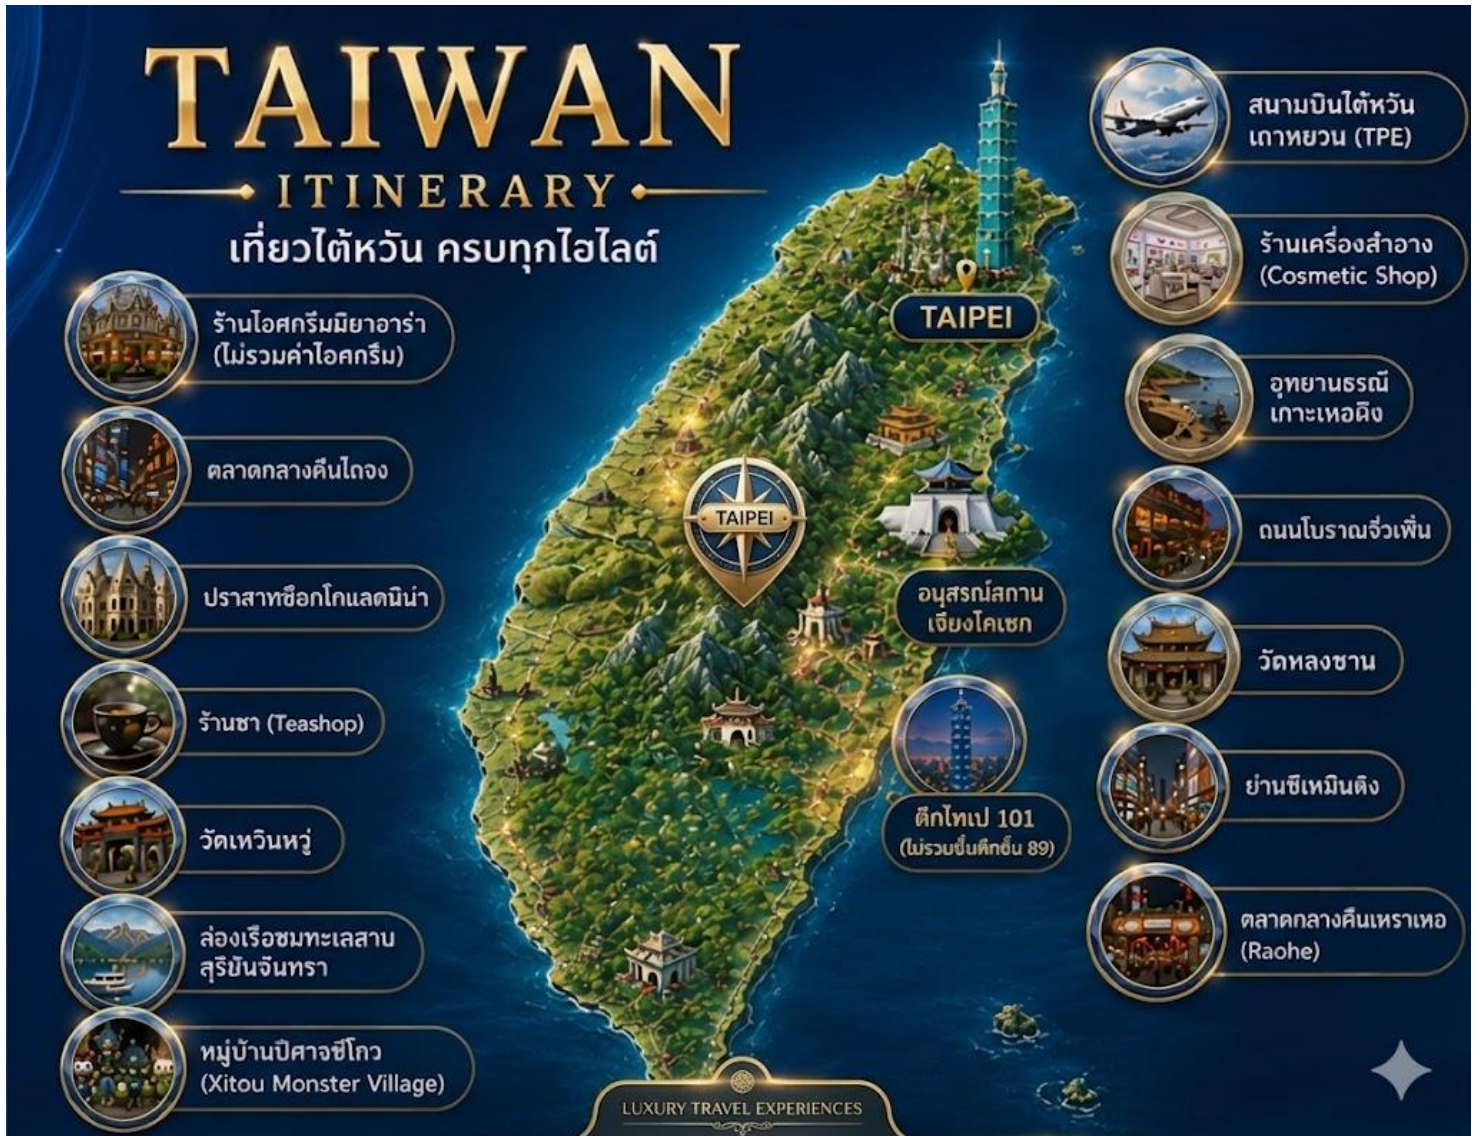 TAIWAN
ITINERARY
เที่ยวไต้หวัน ครบทุกไฮไลต์
ร้านไอศกรีมมิยาอาร่า
(ไม่รวมค่าไอศกรีม)
ตลาดกลางคืนไถจง
ปราสาทช็อกโกแลตนีน่า
ร้านชา (Teashop)
วัดเหวินหวู่
ล่องเรือชมทะเลสาบ
สุริยันจันทรา
หมู่บ้านปีศาจซีโถว
(Xitou Monster Village)
TAIPEI
TAIPEI
อนุสรณ์สถาน
เจียงไคเชก
ตึกไทเป 101
(ไม่รวมขึ้นตึกชั้น 89)
สนามบินไต้หวัน
เถาหยวน (TPE)
ร้านเครื่องสำอาง
(Cosmetic Shop)
อุทยานธรณี
เกาะเหอผิง
ถนนโบราณจิ่วเฟิ่น
วัดหลงซาน
ย่านซีเหมินติง
ตลาดกลางคืนเหราเหอ
(Raohe)
LUXURY TRAVEL EXPERIENCES